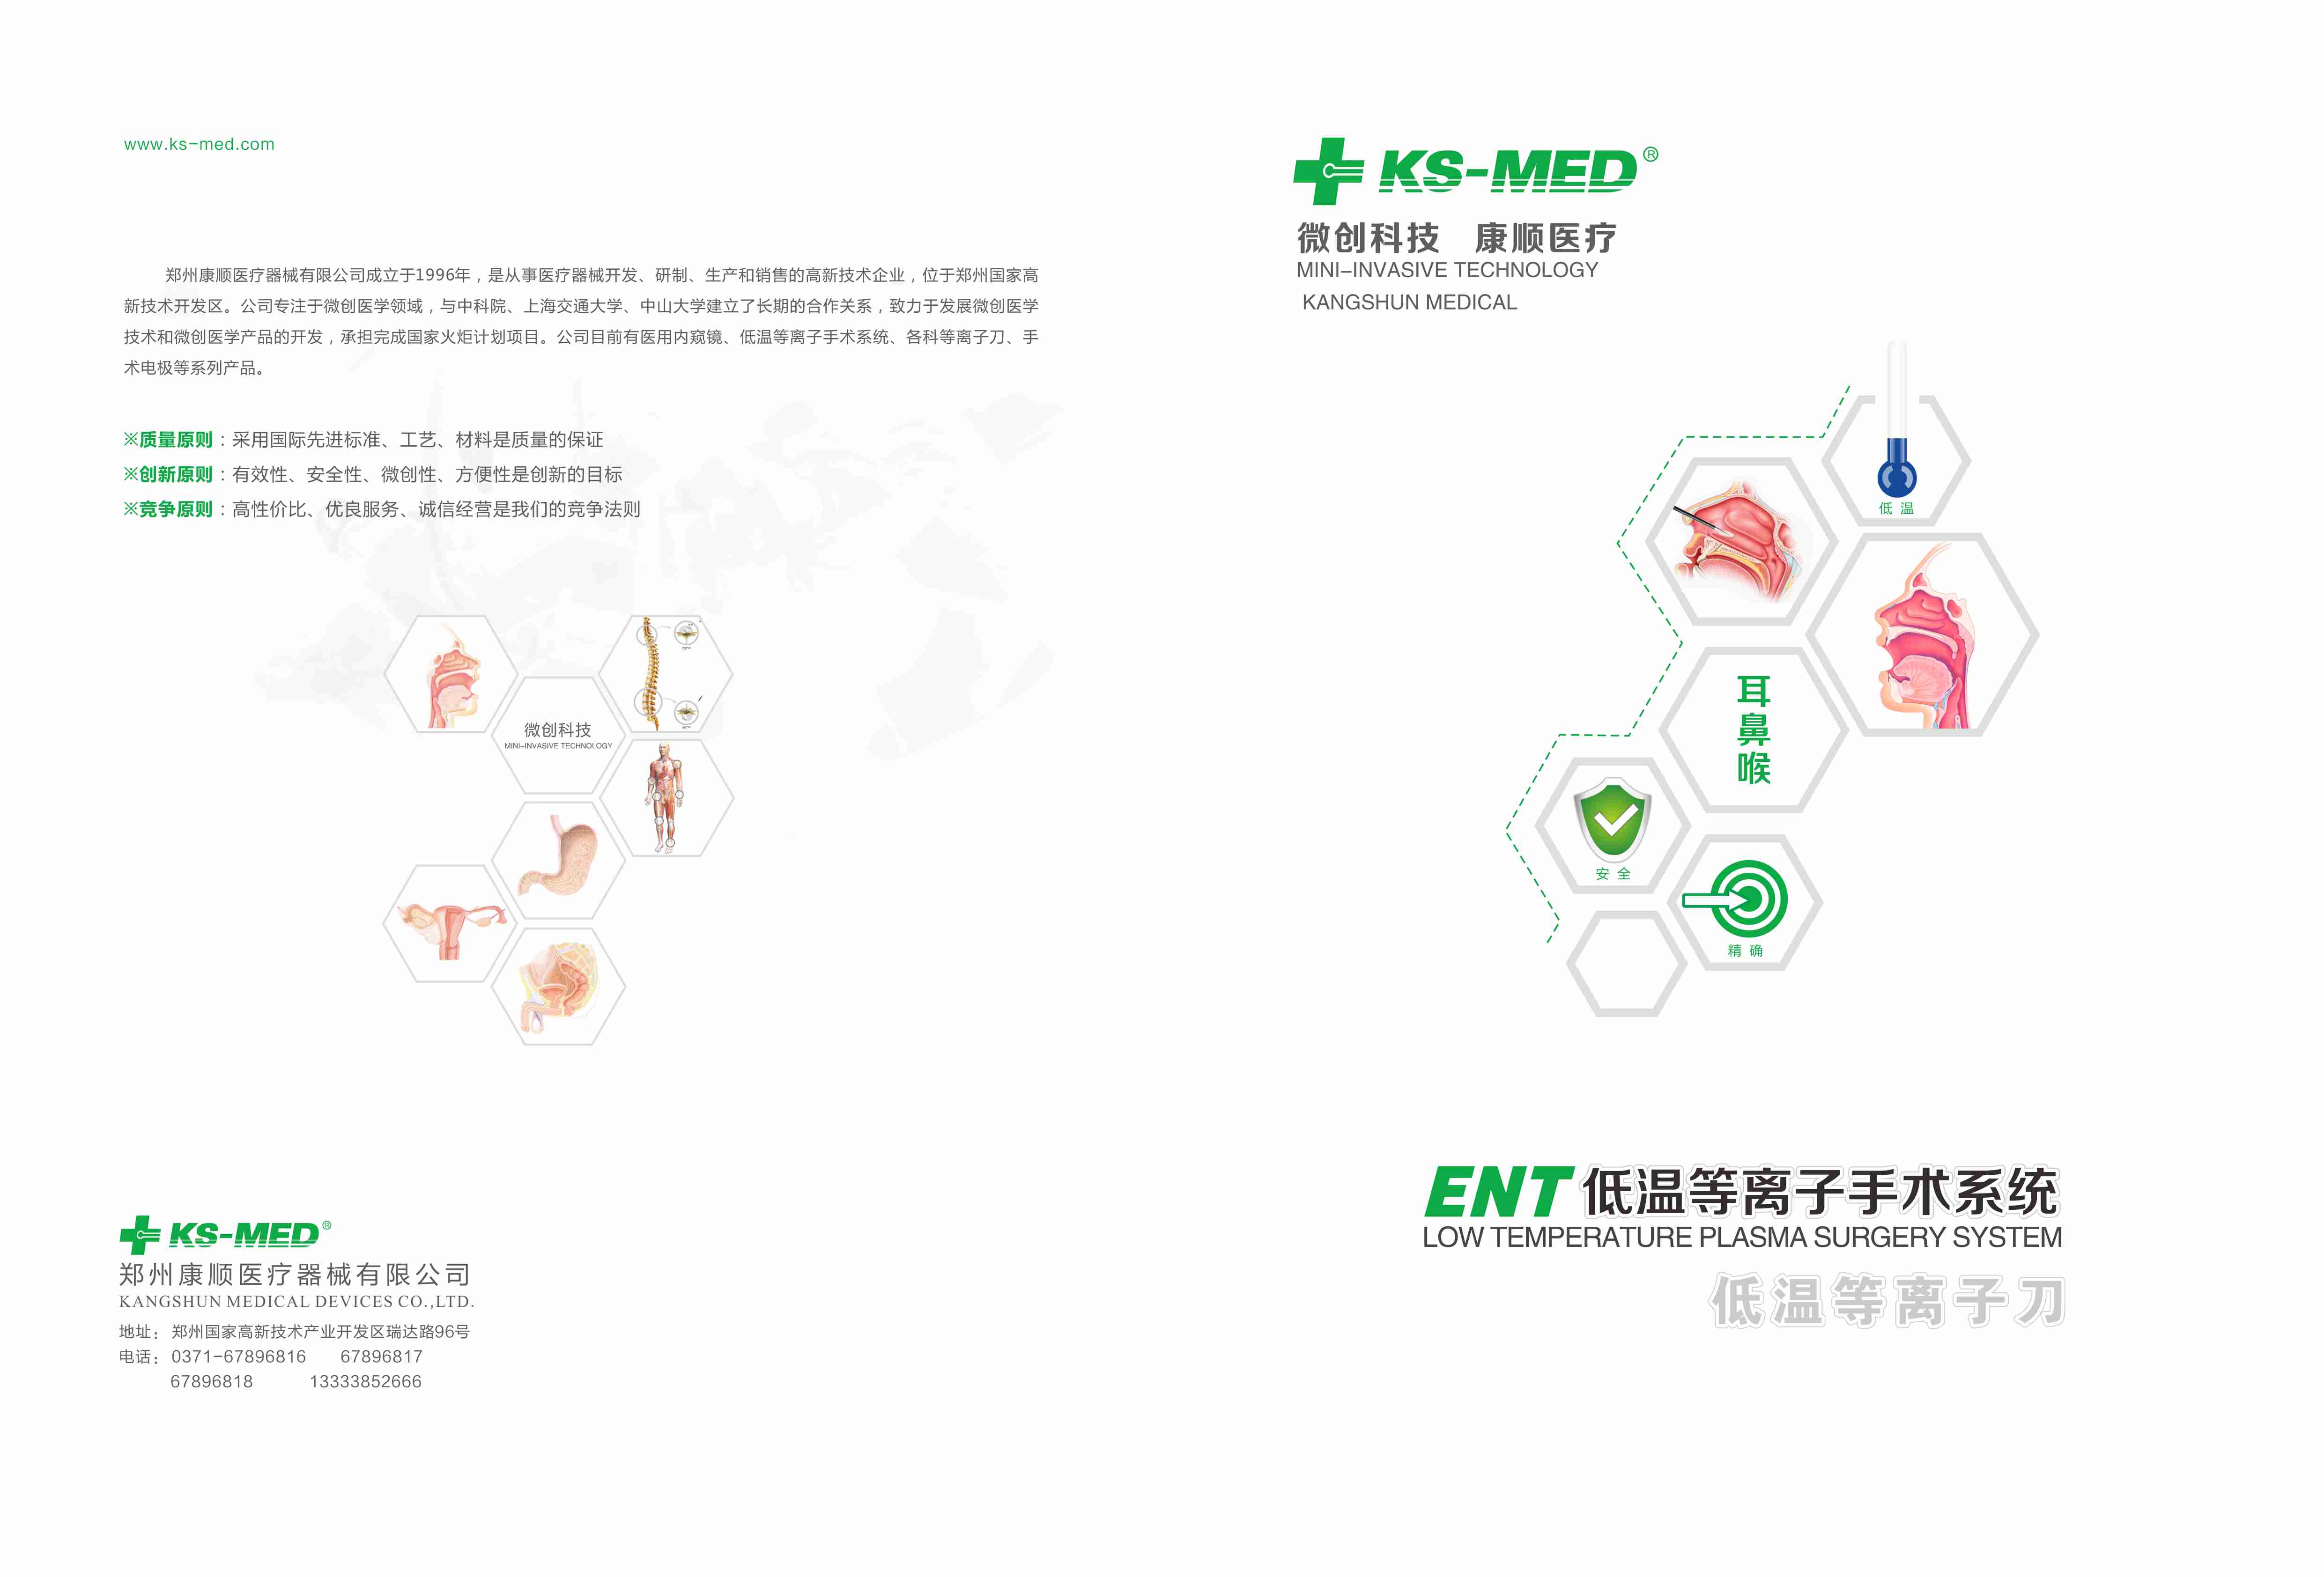 www.ks-med.com
郑州康顺医疗器械有限公司成立于1996年，是从事医疗器械开发、研制、生产和销售的高新技术企业，位于郑州国家高
新技术开发区。公司专注于微创医学领域，与中科院、上海交通大学、中山大学建立了长期的合作关系，致力于发展微创医学
技术和微创医学产品的开发，承担完成国家火炬计划项目。公司目前有医用内窥镜、低温等离子手术系统、各科等离子刀、手
术电极等系列产品。
※质量原则：采用国际先进标准、工艺、材料是质量的保证
※创新原则：有效性、安全性、微创性、方便性是创新的目标
※竞争原则：高性价比、优良服务、诚信经营是我们的竞争法则
微创科技
MINI-INVASIVE TECHNOLOGY
KS-MED®
郑州康顺医疗器械有限公司
KANGSHUN MEDICAL DEVICES CO.,LTD.
地址：郑州国家高新技术产业开发区瑞达路96号
电话：0371-67896816 67896817
67896818 13333852666
KS-MED®
微创科技 康顺医疗
MINI-INVASIVE TECHNOLOGY
KANGSHUN MEDICAL
低温
耳鼻喉
安全
精确
ENT低温等离子手术系统
LOW TEMPERATURE PLASMA SURGERY SYSTEM
低温等离子刀